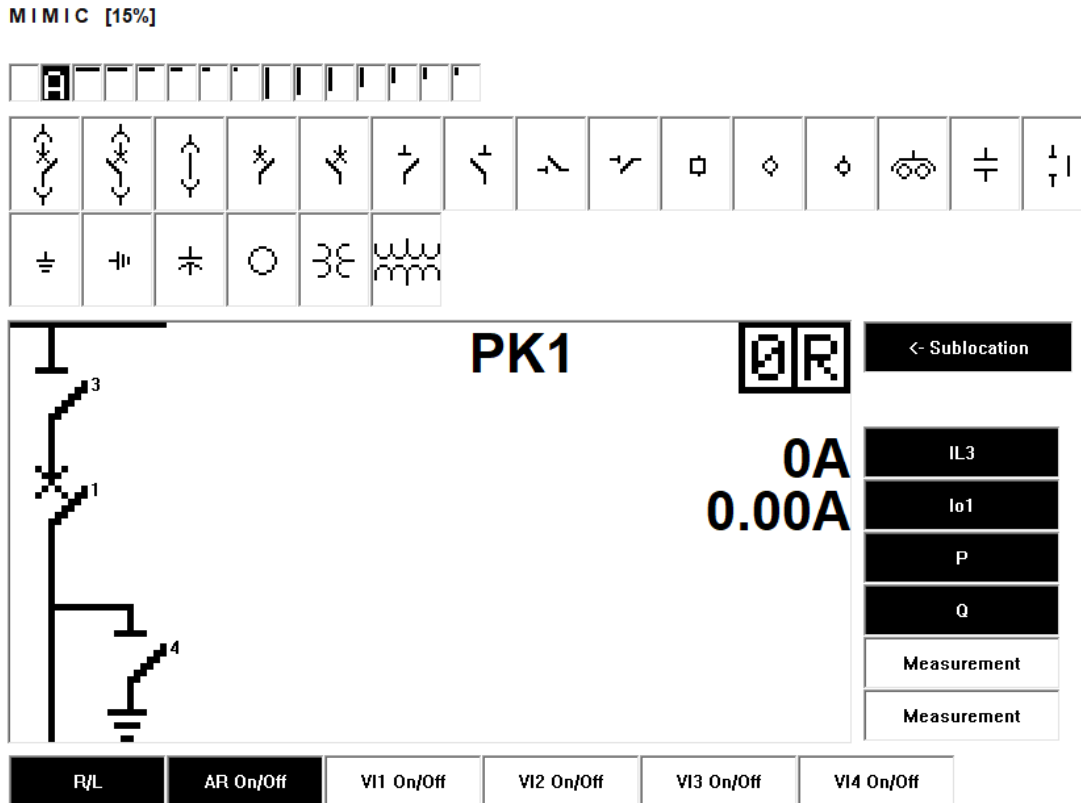 MIMIC [15%]
A
PK1
0R
<- Sublocation
3
0A
IL3
1
0.00A
Io1
P
Q
4
Measurement
Measurement
R/L
AR On/Off
VI1 On/Off
VI2 On/Off
VI3 On/Off
VI4 On/Off